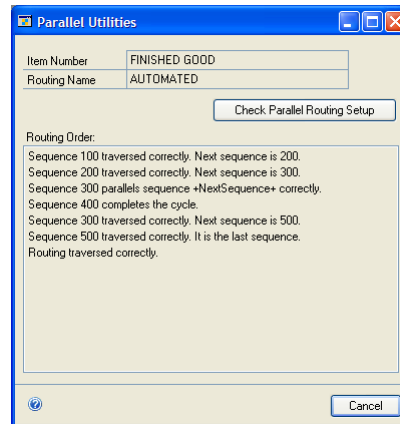 Parallel Utilities
Item Number FINISHED GOOD
Routing Name AUTOMATED
Check Parallel Routing Setup
Routing Order:
Sequence 100 traversed correctly. Next sequence is 200.
Sequence 200 traversed correctly. Next sequence is 300.
Sequence 300 parallels sequence +NextSequence+ correctly.
Sequence 400 completes the cycle.
Sequence 300 traversed correctly. Next sequence is 500.
Sequence 500 traversed correctly. It is the last sequence.
Routing traversed correctly.
Cancel